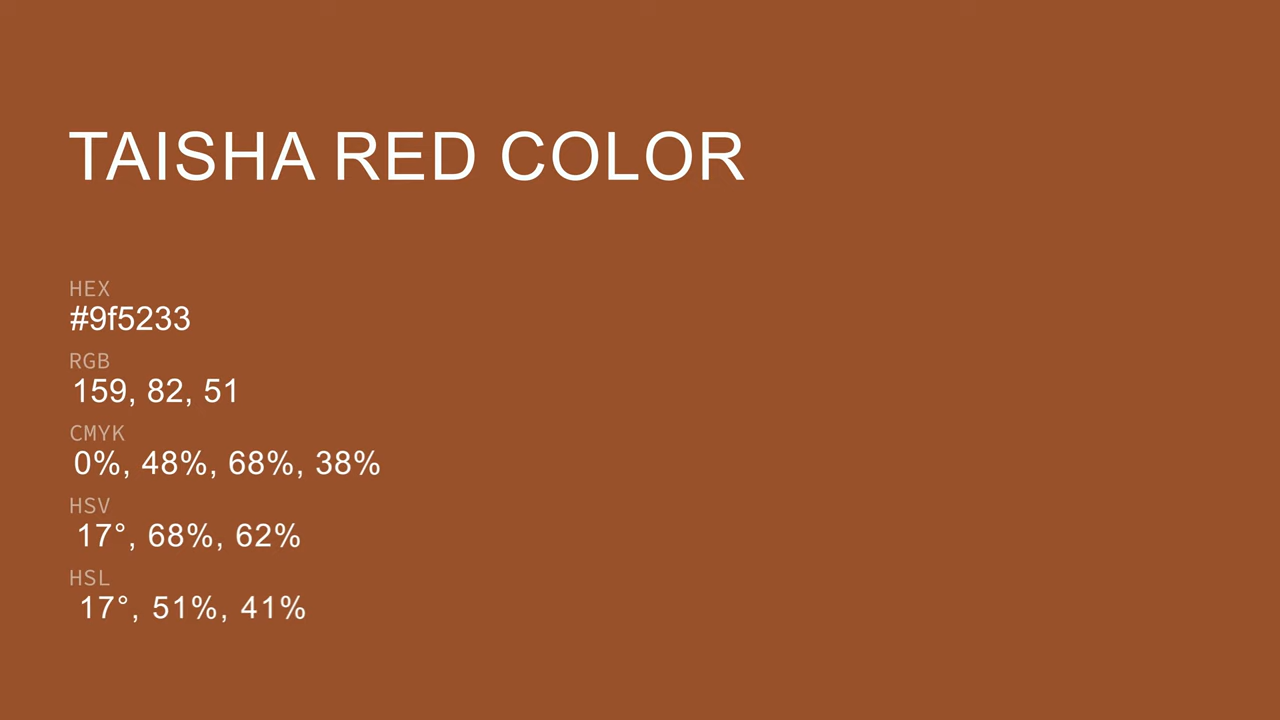 TAISHA RED COLOR
HEX
#9f5233
RGB
159, 82, 51
CMYK
0%, 48%, 68%, 38%
HSV
17°, 68%, 62%
HSL
17°, 51%, 41%